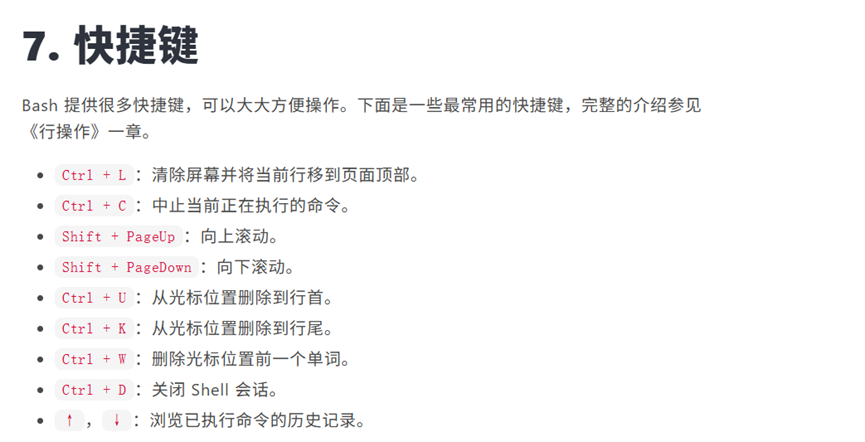 7. 快捷键
Bash 提供很多快捷键，可以大大方便操作。下面是一些最常用的快捷键，完整的介绍参见
《行操作》一章。
• Ctrl + L：清除屏幕并将当前行移到页面顶部。
• Ctrl + C：中止当前正在执行的命令。
• Shift + PageUp：向上滚动。
• Shift + PageDown：向下滚动。
• Ctrl + U：从光标位置删除到行首。
• Ctrl + K：从光标位置删除到行尾。
• Ctrl + W：删除光标位置前一个单词。
• Ctrl + D：关闭 Shell 会话。
• ↑，↓：浏览已执行命令的历史记录。